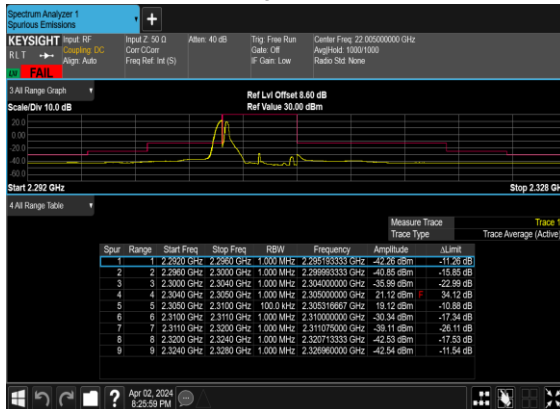 Spectrum Analyzer 1
Spurious Emissions
+
KEYSIGHT Input: RF Input Z: 50 Ω Atten: 40 dB Trig: Free Run Center Freq: 22.005000000 GHz
RLT Coupling: DC Corr CCorr Gate: Off Avg|Hold: 1000/1000
Align: Auto Freq Ref: Int (S) IF Gain: Low Radio Std: None
FAIL
3 All Range Graph
Ref Lvl Offset 8.60 dB
Scale/Div 10.0 dB Ref Value 30.00 dBm
20.0
0.00
-20.0
-40.0
-60.0
Start 2.292 GHz Stop 2.328 GH
4 All Range Table
Measure Trace Trace 1
Trace Type Trace Average (Active)
Spur Range Start Freq Stop Freq RBW Frequency Amplitude ΔLimit
1 1 2.2920 GHz 2.2960 GHz 1.000 MHz 2.295193333 GHz -42.26 dBm -11.26 dB
2 2 2.2960 GHz 2.3000 GHz 1.000 MHz 2.299993333 GHz -40.85 dBm -15.85 dB
3 3 2.3000 GHz 2.3040 GHz 1.000 MHz 2.304000000 GHz -35.99 dBm -22.99 dB
4 4 2.3040 GHz 2.3050 GHz 1.000 MHz 2.305000000 GHz 21.12 dBm F 34.12 dB
5 5 2.3050 GHz 2.3100 GHz 100.0 kHz 2.305316667 GHz 19.12 dBm -10.88 dB
6 6 2.3100 GHz 2.3110 GHz 1.000 MHz 2.310000000 GHz -30.34 dBm -17.34 dB
7 7 2.3110 GHz 2.3200 GHz 1.000 MHz 2.311075000 GHz -39.11 dBm -26.11 dB
8 8 2.3200 GHz 2.3240 GHz 1.000 MHz 2.320713333 GHz -42.53 dBm -17.53 dB
9 9 2.3240 GHz 2.3280 GHz 1.000 MHz 2.326960000 GHz -42.54 dBm -11.54 dB
? Apr 02, 2024
8:25:59 PM